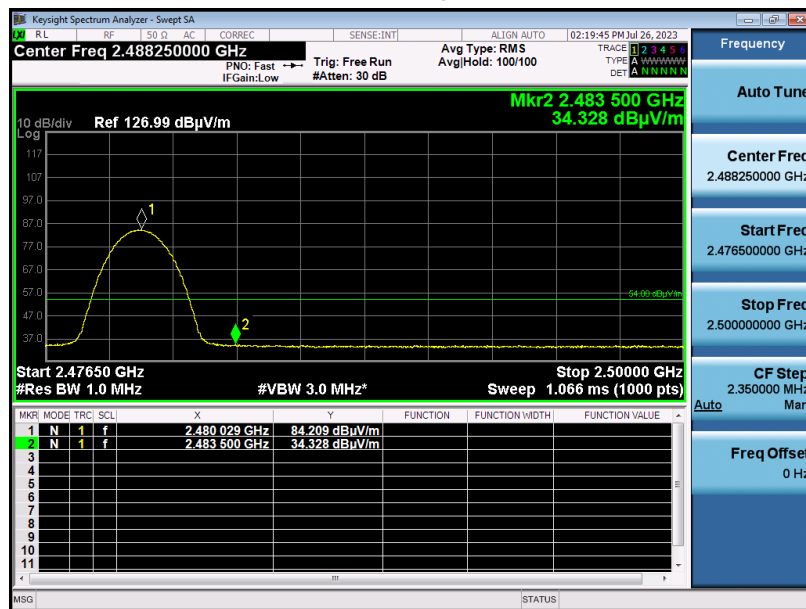 Keysight Spectrum Analyzer - Swept SA
LXI RL RF 50 Ω AC CORREC SENSE:INT ALIGN AUTO 02:19:45 PM Jul 26, 2023
Center Freq 2.488250000 GHz
PNO: Fast
IFGain:Low
Trig: Free Run
#Atten: 30 dB
Avg Type: RMS
Avg|Hold: 100/100
TRACE 1 2 3 4 5 6
TYPE A WWWWW
DET A N N N N N
Mkr2 2.483 500 GHz
34.328 dBµV/m
10 dB/div Ref 126.99 dBµV/m
Log
117
107
97.0
87.0
77.0
67.0
57.0
47.0
37.0
1
2
54.00 dBµV/m
Start 2.47650 GHz Stop 2.50000 GHz
#Res BW 1.0 MHz #VBW 3.0 MHz* Sweep 1.066 ms (1000 pts)
MKR MODE TRC SCL X Y FUNCTION FUNCTION WIDTH FUNCTION VALUE
1 N 1 f 2.480 029 GHz 84.209 dBµV/m
2 N 1 f 2.483 500 GHz 34.328 dBµV/m
3
4
5
6
7
8
9
10
11
MSG STATUS
Frequency
Auto Tune
Center Freq
2.488250000 GHz
Start Freq
2.476500000 GHz
Stop Freq
2.500000000 GHz
CF Step
2.350000 MHz
Auto Man
Freq Offset
0 Hz